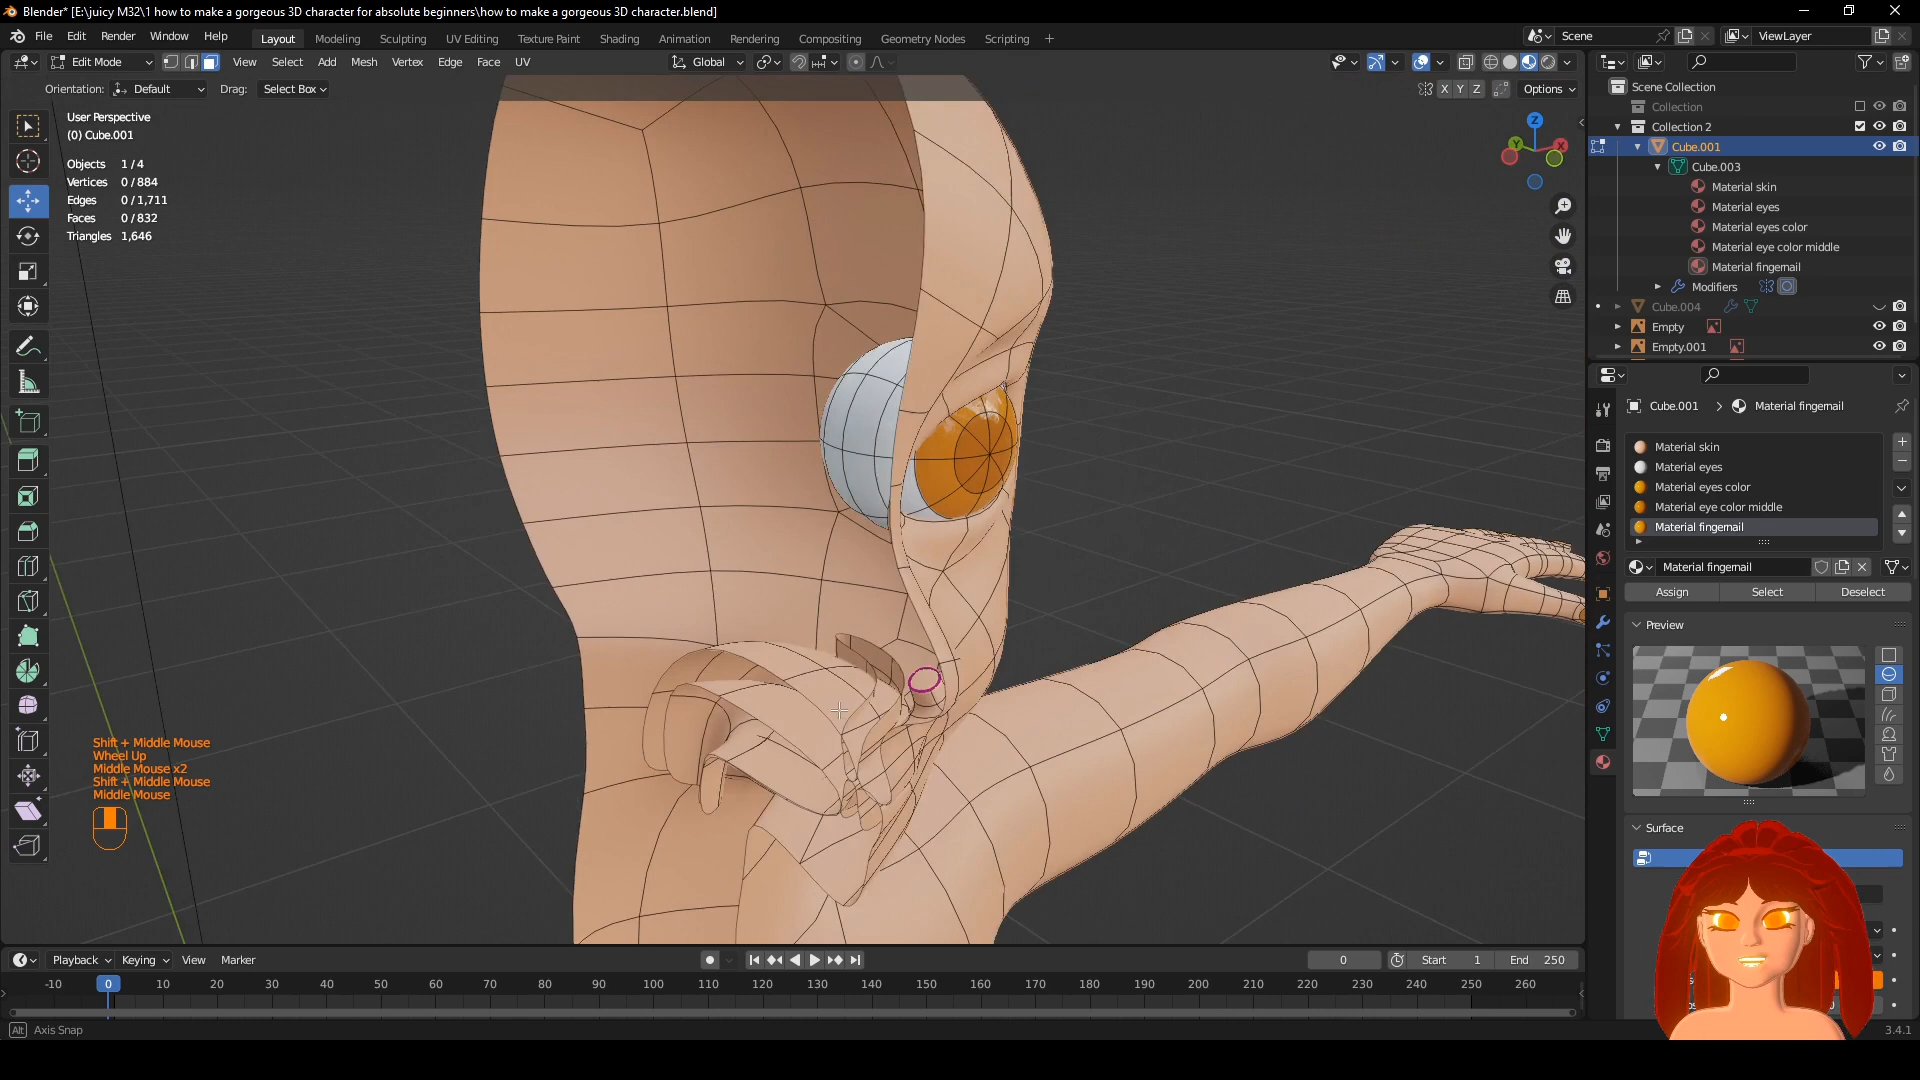 Blender* [E:\juicy M32\1 how to make a gorgeous 3D character for absolute beginners\how to make a gorgeous 3D character.blend]
File Edit Render Window Help Layout Modeling Sculpting UV Editing Texture Paint Shading Animation Rendering Compositing Geometry Nodes Scripting + Scene ViewLayer
Edit Mode View Select Add Mesh Vertex Edge Face UV Global
Orientation: Default Drag: Select Box X Y Z Options
User Perspective
(0) Cube.001
Objects 1/4
Vertices 0/884
Edges 0/1,711
Faces 0/832
Triangles 1,646
Z
Y
X
Shift + Middle Mouse
Wheel Up
Middle Mouse x2
Shift + Middle Mouse
Middle Mouse
Scene Collection
Collection
Collection 2
Cube.001
Cube.003
Material skin
Material eyes
Material eyes color
Material eye color middle
Material fingernail
Modifiers
Cube.004
Empty
Empty.001
Cube.001 > Material fingernail
Material skin
Material eyes
Material eyes color
Material eye color middle
Material fingernail
Material fingernail
Assign Select Deselect
Preview
Surface
Playback Keying View Marker 0 Start 1 End 250
-10 0 10 20 30 40 50 60 70 80 90 100 110 120 130 140 150 160 170 180 190 200 210 220 230 240 250 260
Alt Axis Snap 3.4.1